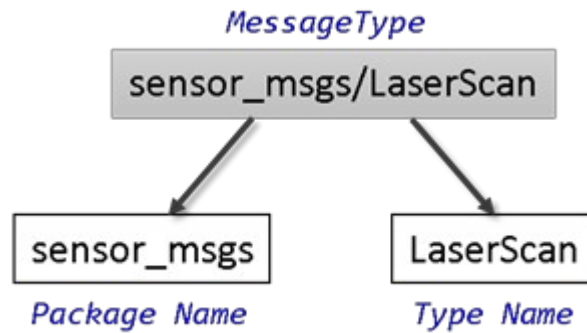 MessageType
sensor_msgs/LaserScan
sensor_msgs
LaserScan
Package Name
Type Name